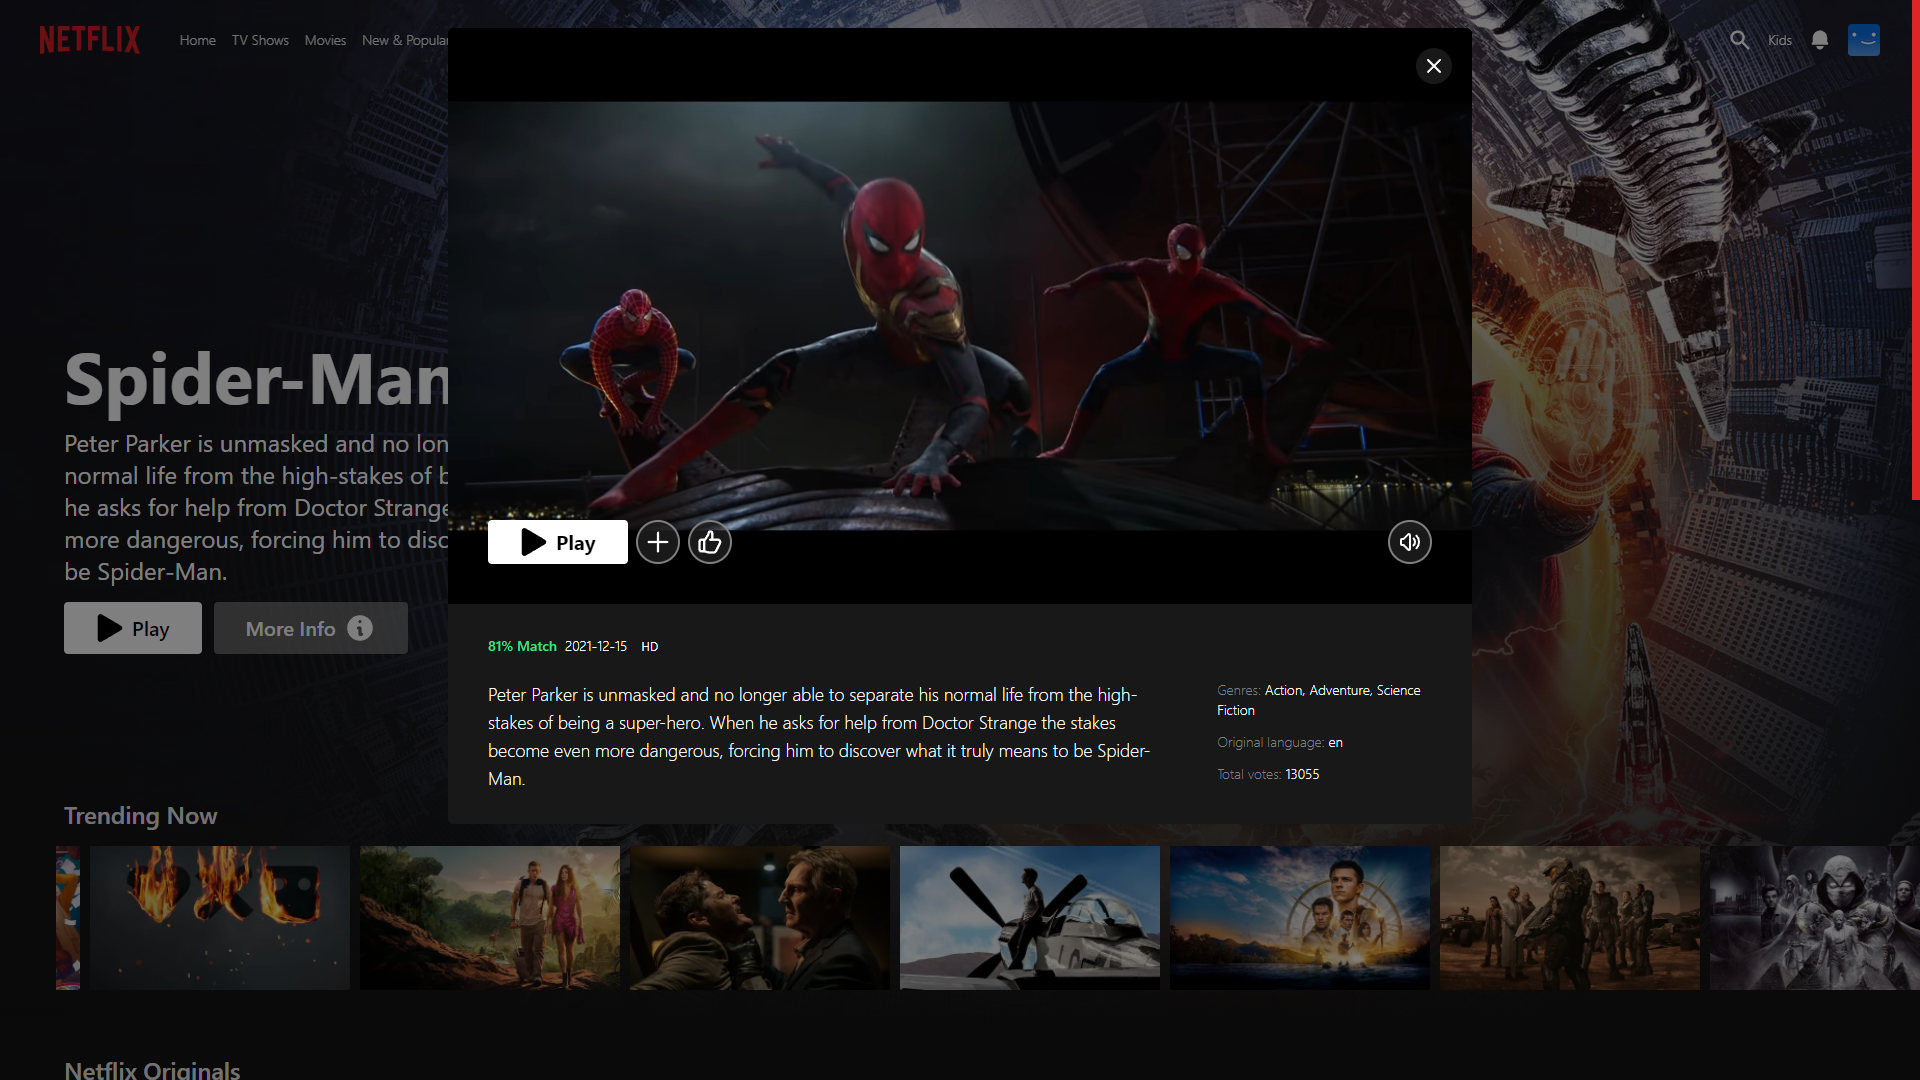 NETFLIX
Home TV Shows Movies New & Popular
Kids
Spider-Man
Peter Parker is unmasked and no lon
normal life from the high-stakes of b
he asks for help from Doctor Strange
more dangerous, forcing him to disc
be Spider-Man.
Play More Info
Play
81% Match 2021-12-15 HD
Peter Parker is unmasked and no longer able to separate his normal life from the high-
stakes of being a super-hero. When he asks for help from Doctor Strange the stakes
become even more dangerous, forcing him to discover what it truly means to be Spider-
Man.
Genres: Action, Adventure, Science
Fiction
Original language: en
Total votes: 13055
Trending Now
Netflix Originals